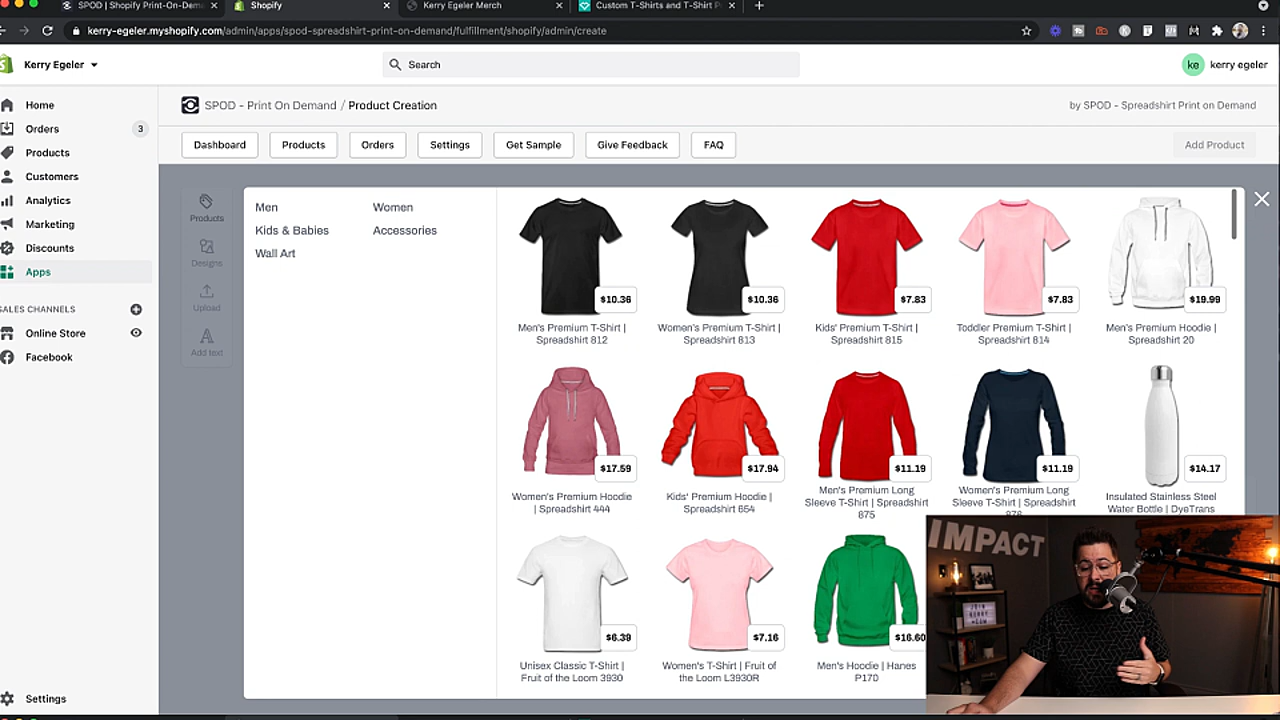 SPOD | Shopify Print-On-Dema
Shopify
Kerry Egeler Merch
Custom T-Shirts and T-Shirt P
kerry-egeler.myshopify.com/admin/apps/spod-spreadshirt-print-on-demand/fulfillment/shopify/admin/create
Kerry Egeler
Search
ke
kerry egeler
Home
Orders
3
Products
Customers
Analytics
Marketing
Discounts
Apps
SALES CHANNELS
Online Store
Facebook
Settings
SPOD - Print On Demand / Product Creation
by SPOD - Spreadshirt Print on Demand
Dashboard
Products
Orders
Settings
Get Sample
Give Feedback
FAQ
Add Product
Products
Designs
Upload
Add text
Men
Women
Kids & Babies
Accessories
Wall Art
$10.36
Men's Premium T-Shirt |
Spreadshirt 812
$10.36
Women's Premium T-Shirt |
Spreadshirt 813
$7.83
Kids' Premium T-Shirt |
Spreadshirt 815
$7.83
Toddler Premium T-Shirt |
Spreadshirt 814
$19.99
Men's Premium Hoodie |
Spreadshirt 20
$17.59
Women's Premium Hoodie
| Spreadshirt 444
$17.94
Kids' Premium Hoodie |
Spreadshirt 654
$11.19
Men's Premium Long
Sleeve T-Shirt | Spreadshirt
875
$11.19
Women's Premium Long
Sleeve T-Shirt | Spreadshirt
876
$14.17
Insulated Stainless Steel
Water Bottle | DyeTrans
$6.39
Unisex Classic T-Shirt |
Fruit of the Loom 3930
$7.16
Women's T-Shirt | Fruit of
the Loom L3930R
$16.60
Men's Hoodie | Hanes
P170
IMPACT